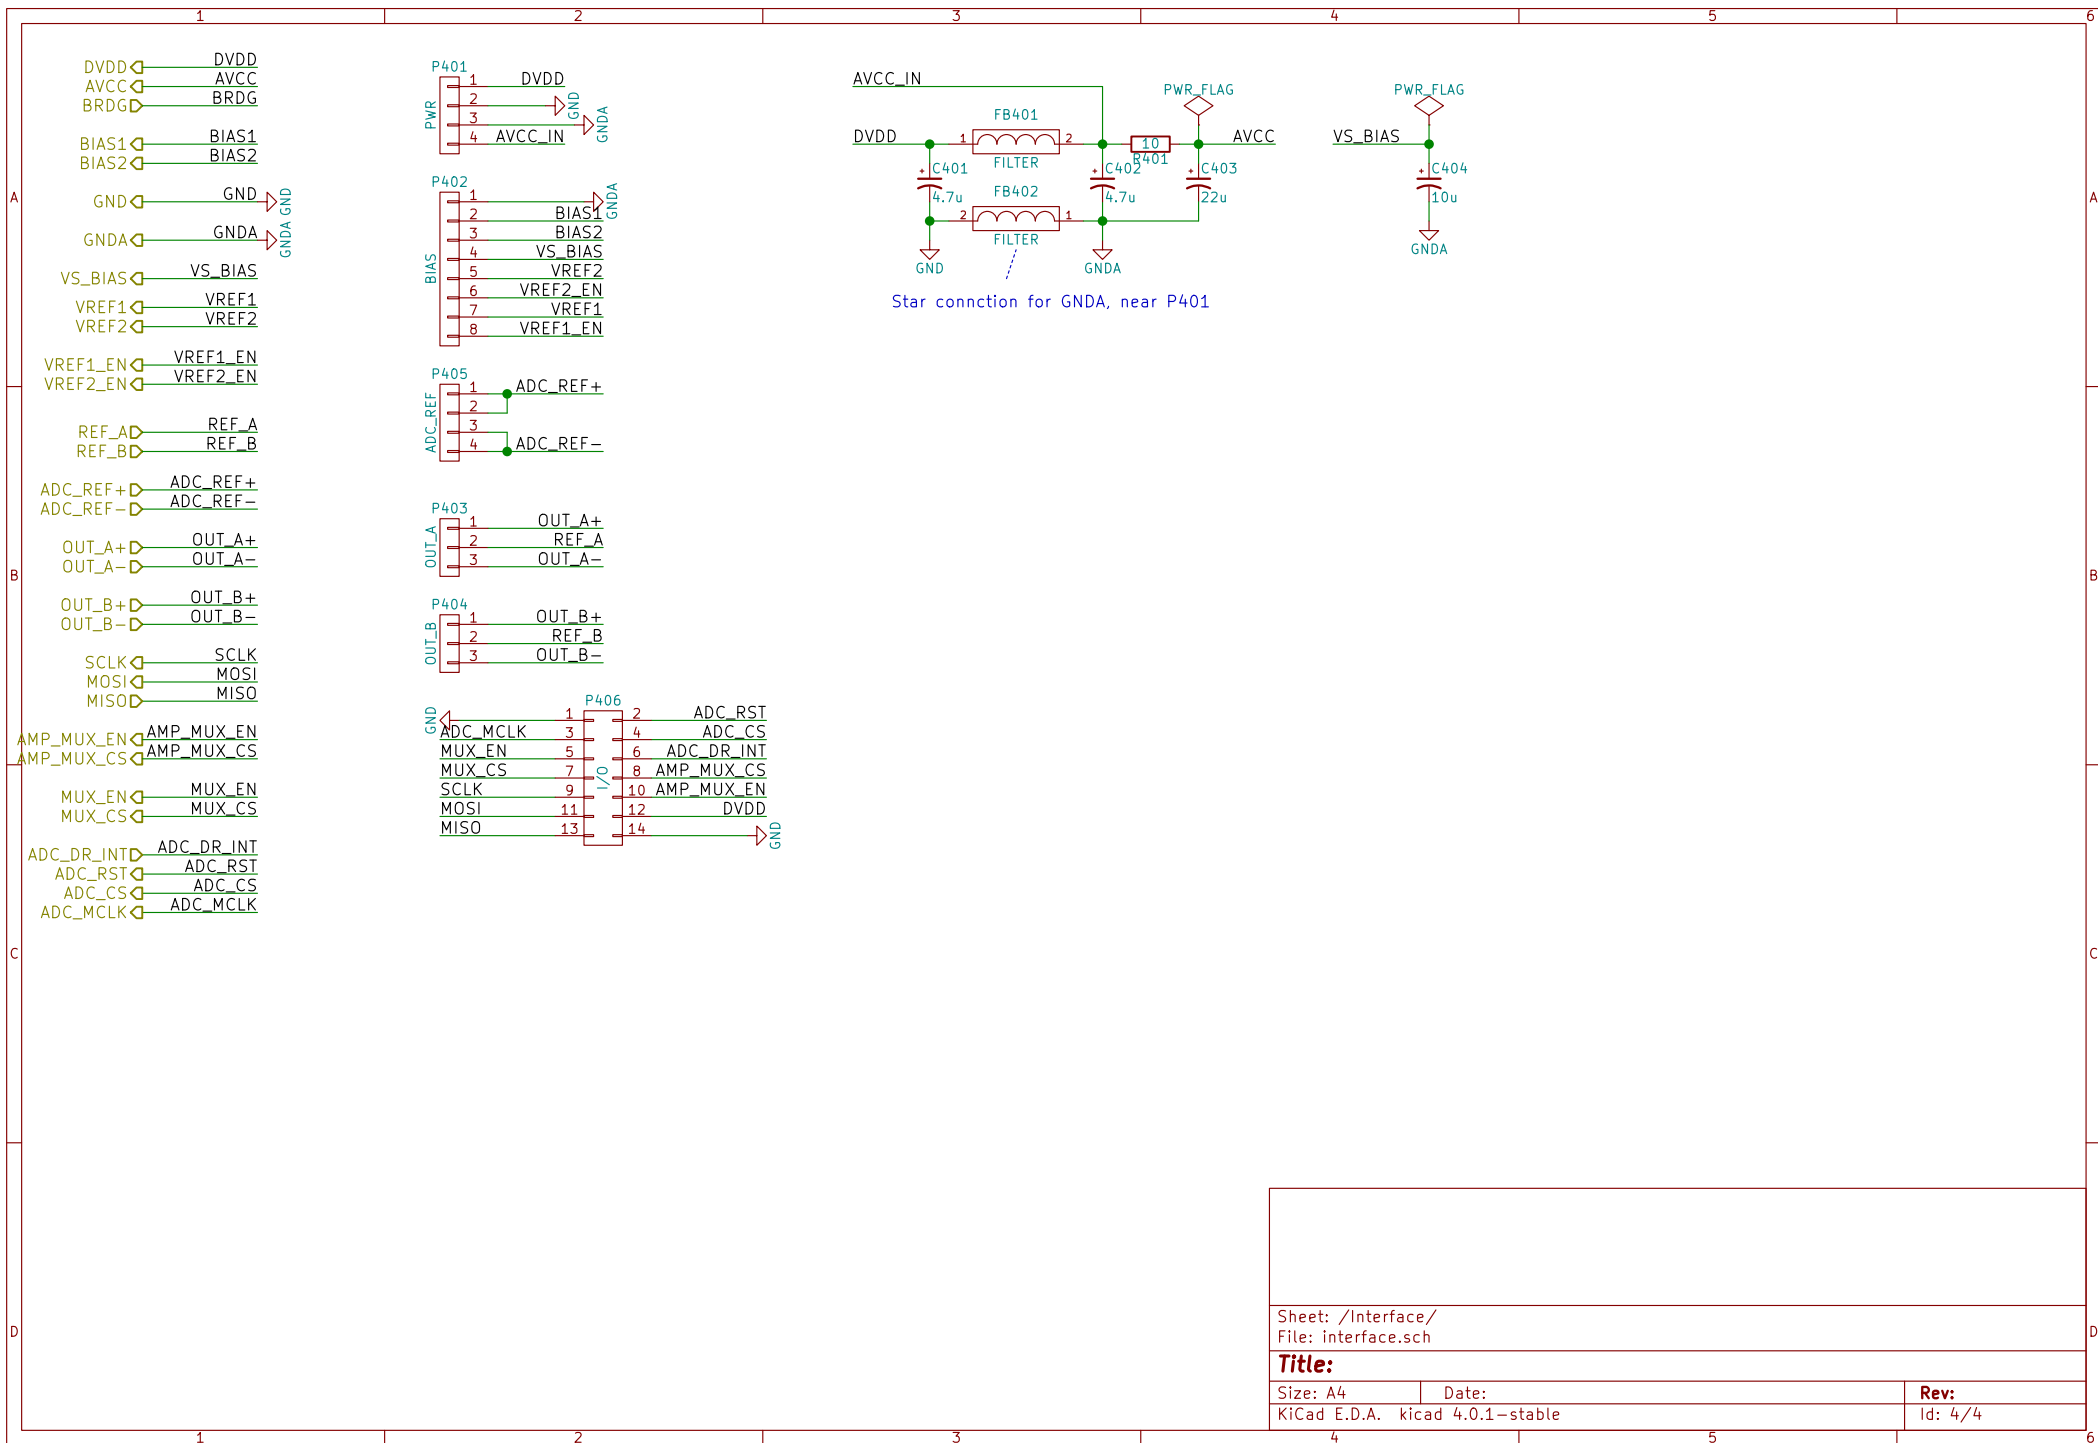 1 2 3 4 5 6
A
B
C
D
DVDD DVDD
AVCC AVCC
BRDG BRDG
BIAS1 BIAS1
BIAS2 BIAS2
GND GND GND
GNDA GNDA GNDA
VS_BIAS VS_BIAS
VREF1 VREF1
VREF2 VREF2
VREF1_EN VREF1_EN
VREF2_EN VREF2_EN
REF_A REF_A
REF_B REF_B
ADC_REF+ ADC_REF+
ADC_REF- ADC_REF-
OUT_A+ OUT_A+
OUT_A- OUT_A-
OUT_B+ OUT_B+
OUT_B- OUT_B-
SCLK SCLK
MOSI MOSI
MISO MISO
AMP_MUX_EN AMP_MUX_EN
AMP_MUX_CS AMP_MUX_CS
MUX_EN MUX_EN
MUX_CS MUX_CS
ADC_DR_INT ADC_DR_INT
ADC_RST ADC_RST
ADC_CS ADC_CS
ADC_MCLK ADC_MCLK
P401
PWR
1 DVDD
2 GND
3 GNDA
4 AVCC_IN
P402
BIAS
1 GNDA
2 BIAS1
3 BIAS2
4 VS_BIAS
5 VREF2
6 VREF2_EN
7 VREF1
8 VREF1_EN
P405
ADC_REF
1 ADC_REF+
2
3
4 ADC_REF-
P403
OUT_A
1 OUT_A+
2 REF_A
3 OUT_A-
P404
OUT_B
1 OUT_B+
2 REF_B
3 OUT_B-
P406
I/O
GND 1 2 ADC_RST
ADC_MCLK 3 4 ADC_CS
MUX_EN 5 6 ADC_DR_INT
MUX_CS 7 8 AMP_MUX_CS
SCLK 9 10 AMP_MUX_EN
MOSI 11 12 DVDD
MISO 13 14 GND
AVCC_IN
PWR_FLAG PWR_FLAG
FB401
DVDD 1 2 10 AVCC VS_BIAS
FILTER R401
+ C401 + C402 + C403 + C404
4.7u 4.7u 22u 10u
FB402
2 1
FILTER
GND GNDA GNDA
Star connction for GNDA, near P401
Sheet: /Interface/
File: interface.sch
Title:
Size: A4 Date: Rev:
KiCad E.D.A. kicad 4.0.1-stable Id: 4/4
A
B
C
D
1 2 3 4 5 6